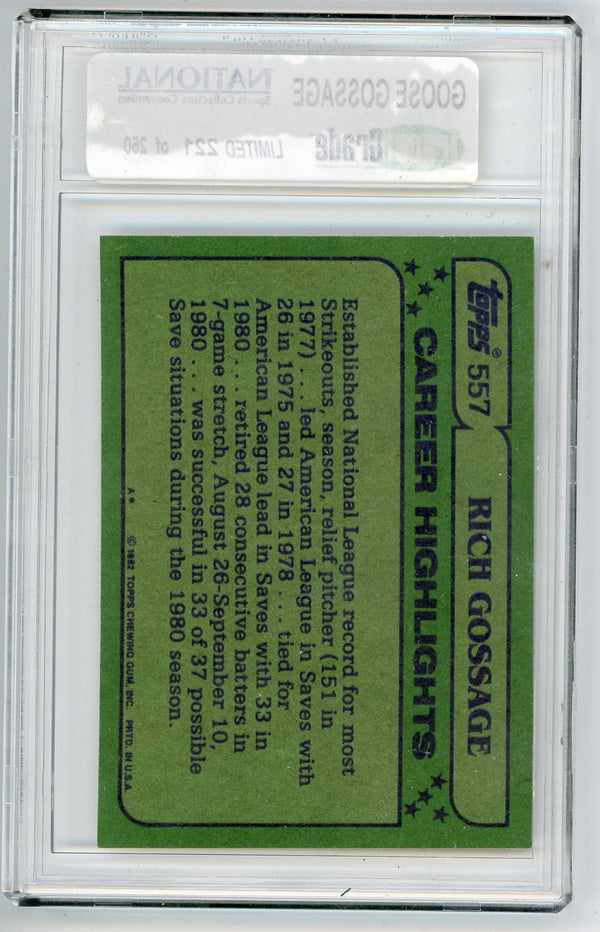 GOOSE GOSSAGE
NATIONAL
Sports Collectors Convention
Grade
LIMITED 221 of 250
topps® 557
RICH GOSSAGE
CAREER HIGHLIGHTS
Established National League record for most
Strikeouts, season, relief pitcher (151 in
1977) . . . led American League in Saves with
26 in 1975 and 27 in 1978 . . . tied for
American League lead in Saves with 33 in
1980 . . . retired 28 consecutive batters in
7-game stretch, August 26-September 10,
1980 . . . was successful in 33 of 37 possible
Save situations during the 1980 season.
A* © 1982 TOPPS CHEWING GUM, INC. PRTD. IN U.S.A.